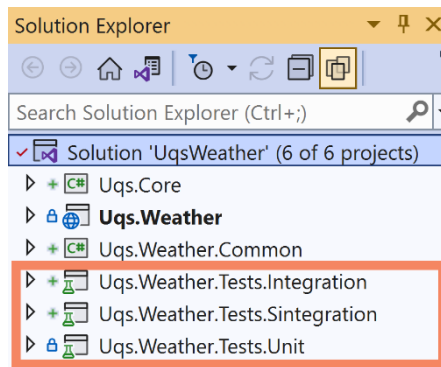 Solution Explorer
Search Solution Explorer (Ctrl+;)
Solution 'UqsWeather' (6 of 6 projects)
C# Uqs.Core
Uqs.Weather
C# Uqs.Weather.Common
Uqs.Weather.Tests.Integration
Uqs.Weather.Tests.Sintegration
Uqs.Weather.Tests.Unit